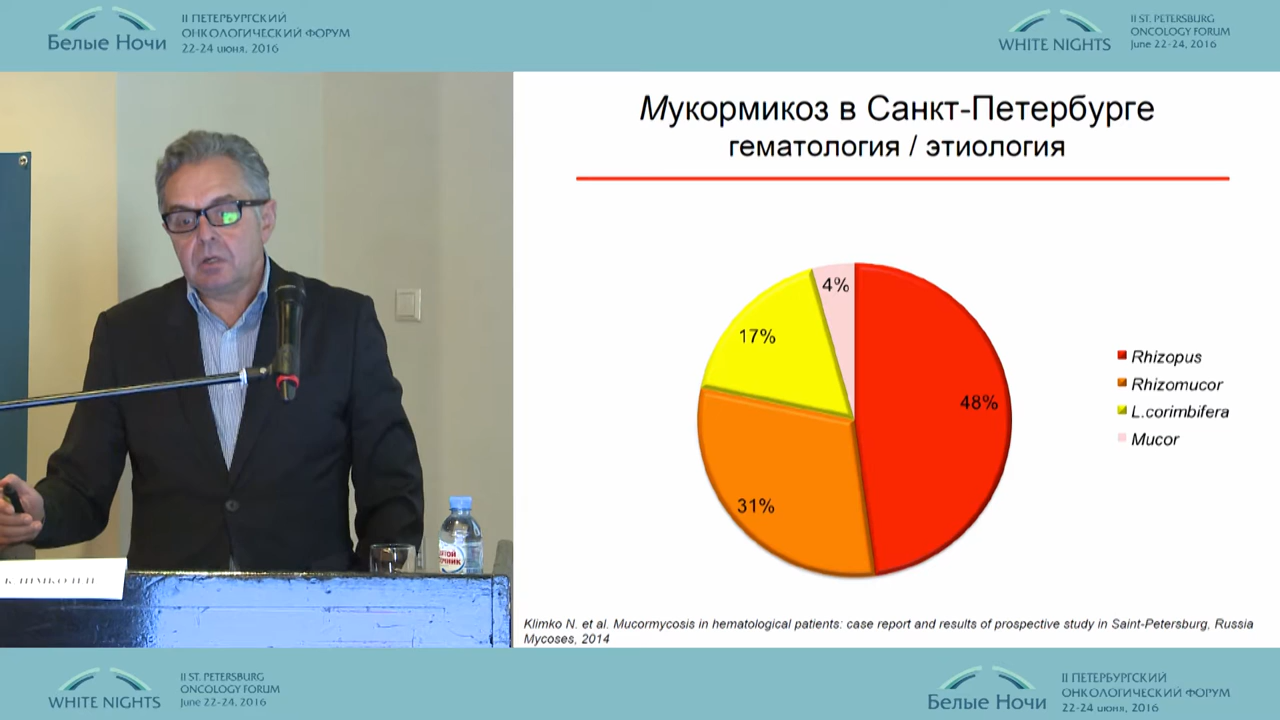 Белые Ночи
II ПЕТЕРБУРГСКИЙ
ОНКОЛОГИЧЕСКИЙ ФОРУМ
22-24 июня, 2016
WHITE NIGHTS
II ST. PETERSBURG
ONCOLOGY FORUM
June 22-24, 2016
Мукормикоз в Санкт-Петербурге
гематология / этиология
4%
17%
48%
31%
Rhizopus
Rhizomucor
L.corimbifera
Mucor
Klimko N. et al. Mucormycosis in hematological patients: case report and results of prospective study in Saint-Petersburg, Russia
Mycoses, 2014
WHITE NIGHTS
II ST. PETERSBURG
ONCOLOGY FORUM
June 22-24, 2016
Белые Ночи
II ПЕТЕРБУРГСКИЙ
ОНКОЛОГИЧЕСКИЙ ФОРУМ
22-24 июня, 2016